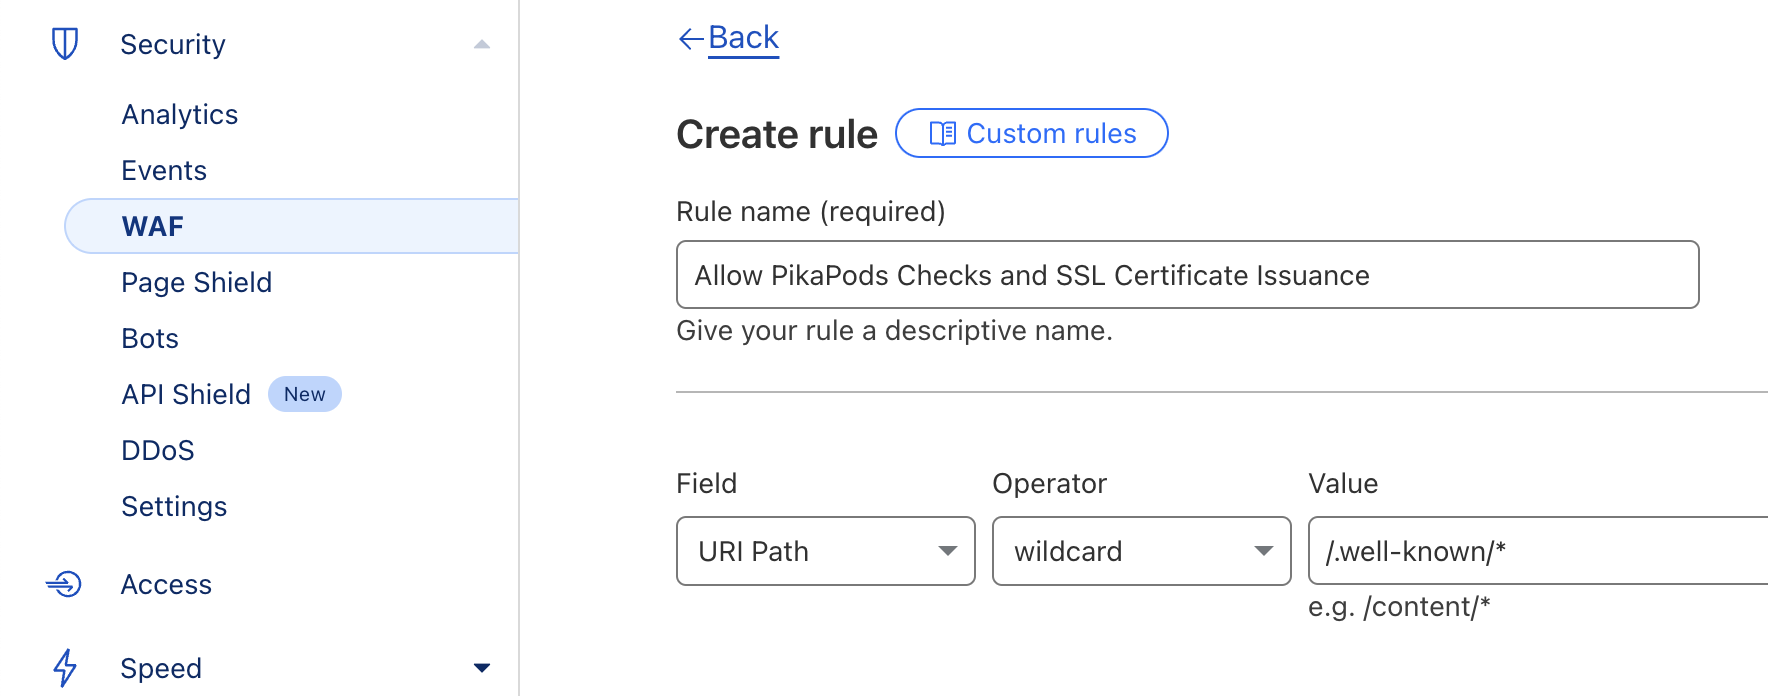 Security
Analytics
Events
WAF
Page Shield
Bots
API Shield New
DDoS
Settings
Access
Speed
Back
Create rule Custom rules
Rule name (required)
Allow PikaPods Checks and SSL Certificate Issuance
Give your rule a descriptive name.
Field Operator Value
URI Path wildcard /.well-known/*
e.g. /content/*